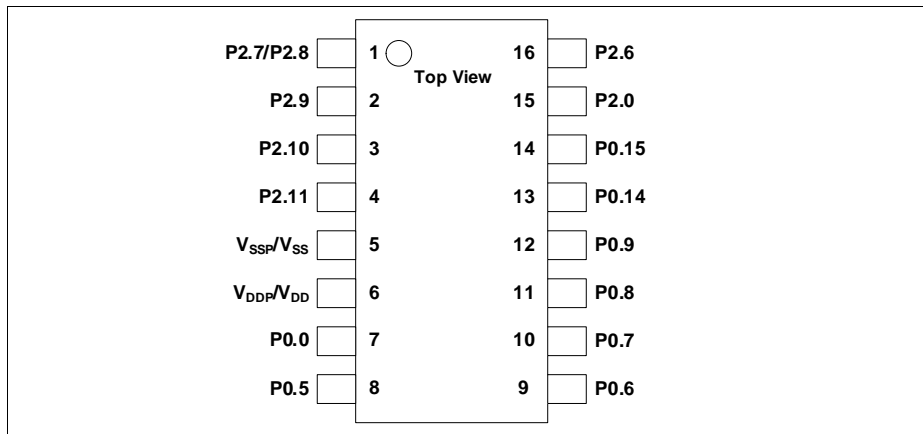 P2.7/P2.8 1 16 P2.6
Top View
P2.9 2 15 P2.0
P2.10 3 14 P0.15
P2.11 4 13 P0.14
VSSP/VSS 5 12 P0.9
VDDP/VDD 6 11 P0.8
P0.0 7 10 P0.7
P0.5 8 9 P0.6